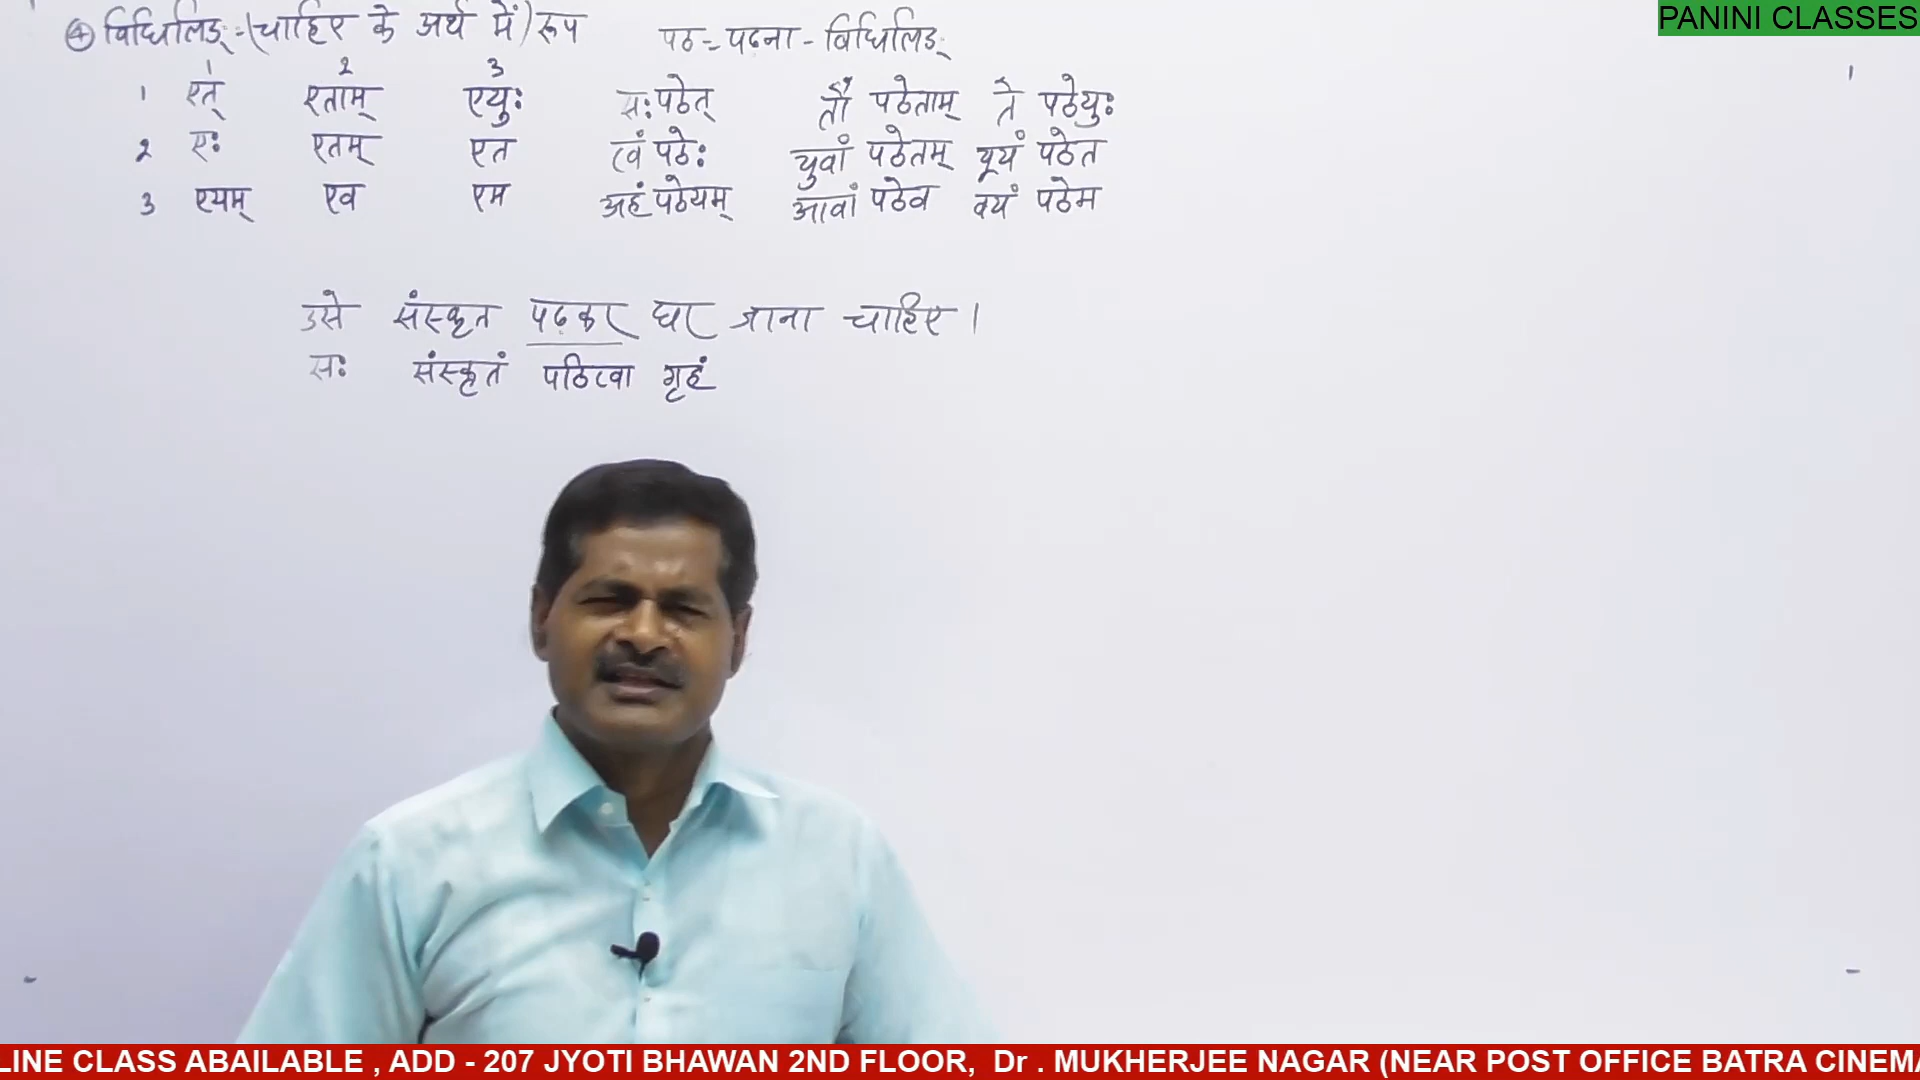 PANINI CLASSES
④ विधिलिङ् - (चाहिए के अर्थ में) रूप पठ = पढना - विधिलिङ्
1 2 3
1 एत् एताम् एयुः सः पठेत् तौ पठेताम् ते पठेयुः
2 एः एतम् एत त्वं पठेः युवां पठेतम् यूयं पठेत
3 एयम् एव एम अहं पठेयम् आवां पठेव वयं पठेम
उसे संस्कृत पढ़कर घर जाना चाहिए ।
सः संस्कृतं पठित्वा गृहं
LINE CLASS ABAILABLE , ADD - 207 JYOTI BHAWAN 2ND FLOOR, Dr . MUKHERJEE NAGAR (NEAR POST OFFICE BATRA CINEMA